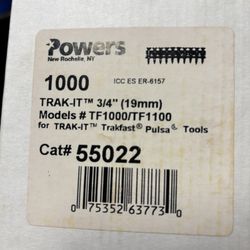 Powers
New Rochelle, NY
1000
ICC ES ER-6157
TRAK-IT™ 3/4" (19mm)
Models # TF1000/TF1100
for TRAK-IT™ Trakfast® Pulsa® Tools
Cat# 55022
0 75352 63773 0